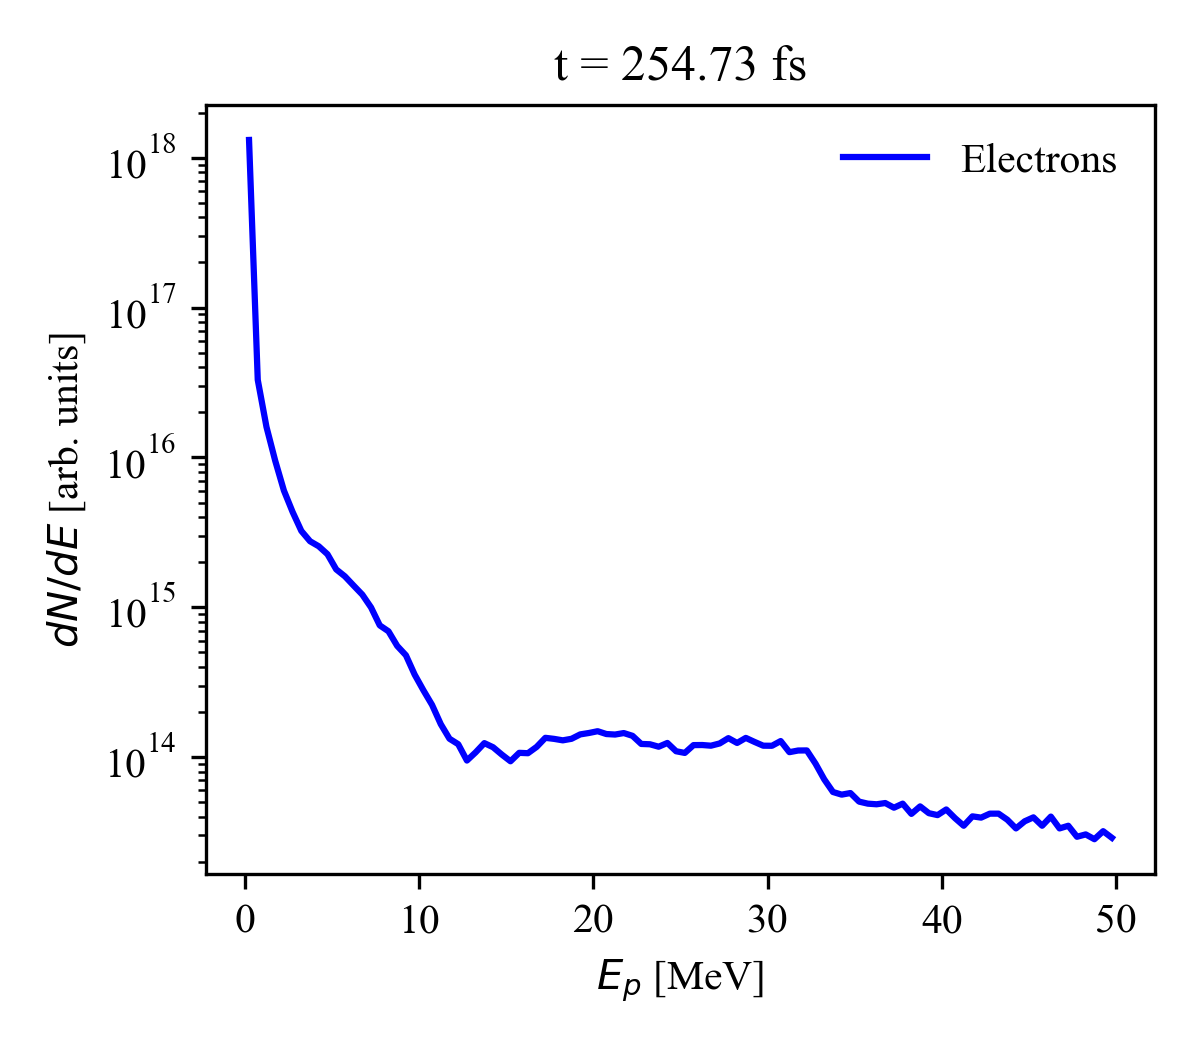 t = 254.73 fs
Electrons
10^18
10^17
10^16
10^15
10^14
dN/dE [arb. units]
0 10 20 30 40 50
E_p [MeV]